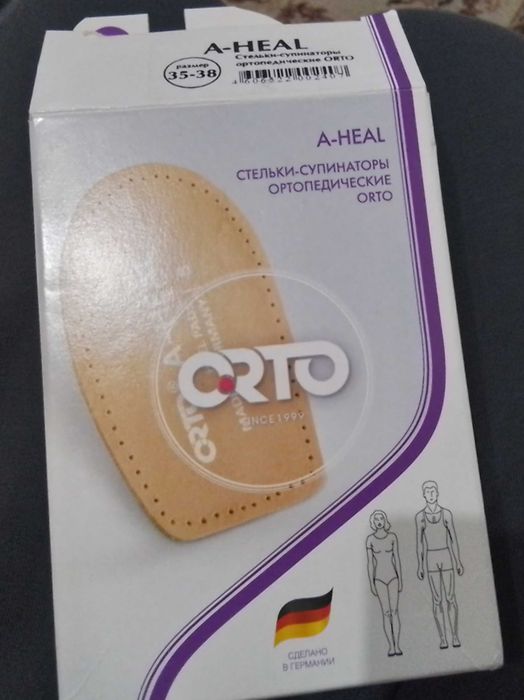 A-HEAL
Стельки-супинаторы
ортопедические ORTO
размер
35-38
A-HEAL
СТЕЛЬКИ-СУПИНАТОРЫ
ОРТОПЕДИЧЕСКИЕ
ORTO
ORTO
SINCE 1999
СДЕЛАНО
В ГЕРМАНИИ